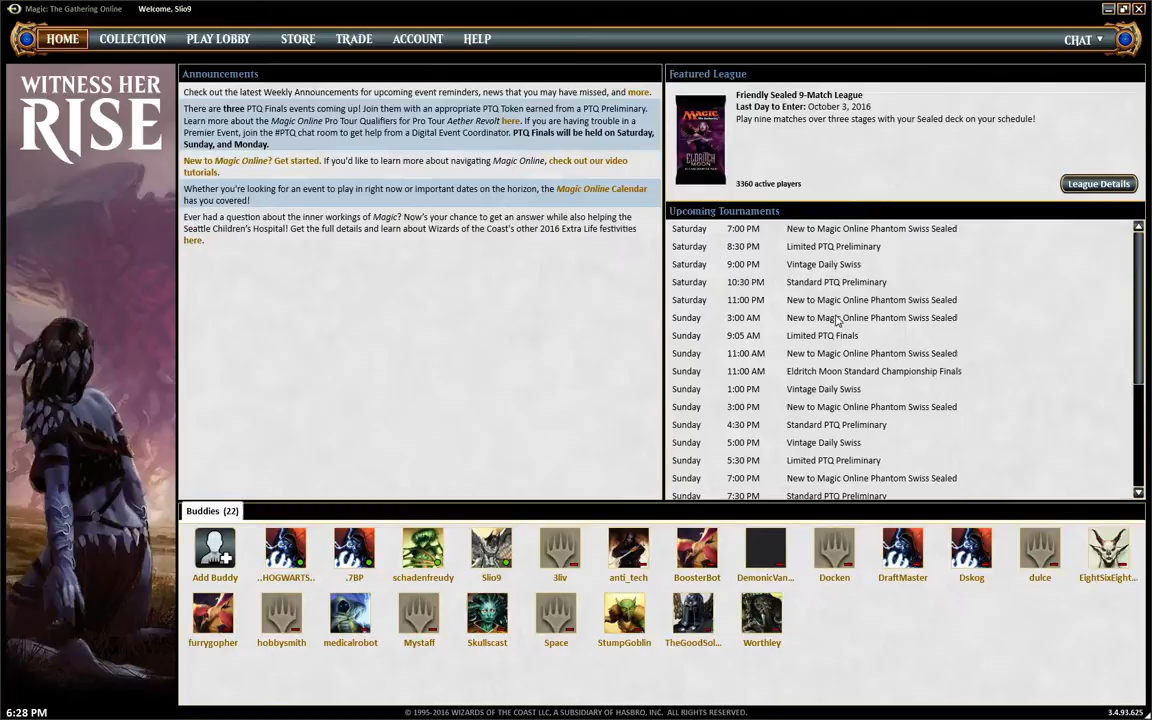 Magic: The Gathering Online Welcome, Slio9
HOME COLLECTION PLAY LOBBY STORE TRADE ACCOUNT HELP CHAT
WITNESS HER
RISE
Announcements
Check out the latest Weekly Announcements for upcoming event reminders, news that you may have missed, and more.
There are three PTQ Finals events coming up! Join them with an appropriate PTQ Token earned from a PTQ Preliminary.
Learn more about the Magic Online Pro Tour Qualifiers for Pro Tour Aether Revolt here. If you are having trouble in a
Premier Event, join the #PTQ chat room to get help from a Digital Event Coordinator. PTQ Finals will be held on Saturday,
Sunday, and Monday.
New to Magic Online? Get started. If you'd like to learn more about navigating Magic Online, check out our video
tutorials.
Whether you're looking for an event to play in right now or important dates on the horizon, the Magic Online Calendar
has you covered!
Ever had a question about the inner workings of Magic? Now's your chance to get an answer while also helping the
Seattle Children's Hospital! Get the full details and learn about Wizards of the Coast's other 2016 Extra Life festivities
here.
Featured League
MAGIC
ELDRITCH
MOON
Friendly Sealed 9-Match League
Last Day to Enter: October 3, 2016
Play nine matches over three stages with your Sealed deck on your schedule!
3360 active players
League Details
Upcoming Tournaments
Saturday 7:00 PM New to Magic Online Phantom Swiss Sealed
Saturday 8:30 PM Limited PTQ Preliminary
Saturday 9:00 PM Vintage Daily Swiss
Saturday 10:30 PM Standard PTQ Preliminary
Saturday 11:00 PM New to Magic Online Phantom Swiss Sealed
Sunday 3:00 AM New to Magic Online Phantom Swiss Sealed
Sunday 9:05 AM Limited PTQ Finals
Sunday 11:00 AM New to Magic Online Phantom Swiss Sealed
Sunday 11:00 AM Eldritch Moon Standard Championship Finals
Sunday 1:00 PM Vintage Daily Swiss
Sunday 3:00 PM New to Magic Online Phantom Swiss Sealed
Sunday 4:30 PM Standard PTQ Preliminary
Sunday 5:00 PM Vintage Daily Swiss
Sunday 5:30 PM Limited PTQ Preliminary
Sunday 7:00 PM New to Magic Online Phantom Swiss Sealed
Sunday 7:30 PM Standard PTQ Preliminary
Buddies (22)
Add Buddy ..HOGWARTS.. .7BP schadenfreudy Slio9 3liv anti_tech BoosterBot DemonicVan... Docken DraftMaster Dskog dulce EightSixEight...
furrygopher hobbysmith medicalrobot Mystaff Skullscast Space StumpGoblin TheGoodSol... Worthley
6:28 PM © 1995-2016 WIZARDS OF THE COAST LLC, A SUBSIDIARY OF HASBRO, INC. ALL RIGHTS RESERVED. 3.4.93.625